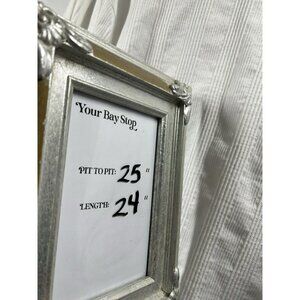 Your Bay Stop
PIT TO PIT: 25 "
LENGTH: 24 "